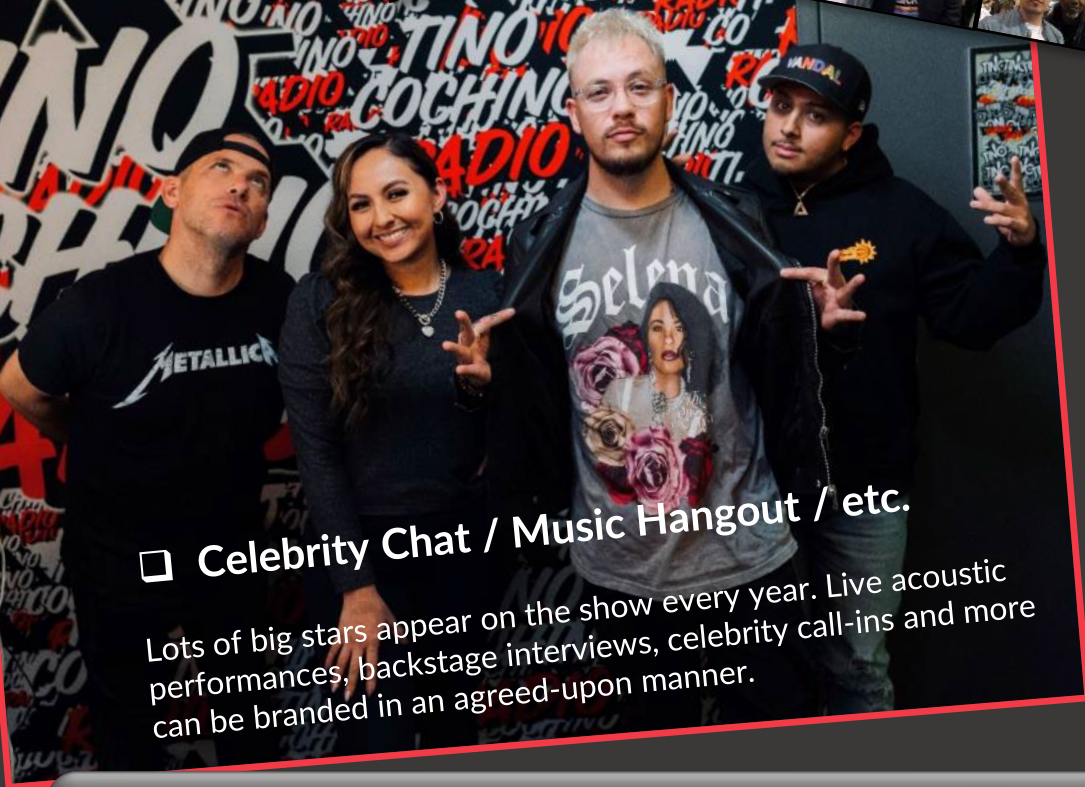 TINO
COCHINO
RADIO
VANDAL
METALLICA
Selena
❑ Celebrity Chat / Music Hangout / etc.
Lots of big stars appear on the show every year. Live acoustic
performances, backstage interviews, celebrity call-ins and more
can be branded in an agreed-upon manner.